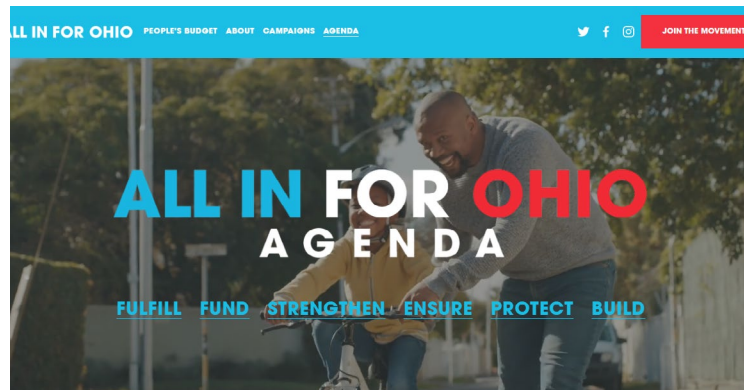 ALL IN FOR OHIO PEOPLE'S BUDGET ABOUT CAMPAIGNS AGENDA JOIN THE MOVEMENT
ALL IN FOR OHIO
AGENDA
FULFILL FUND STRENGTHEN ENSURE PROTECT BUILD